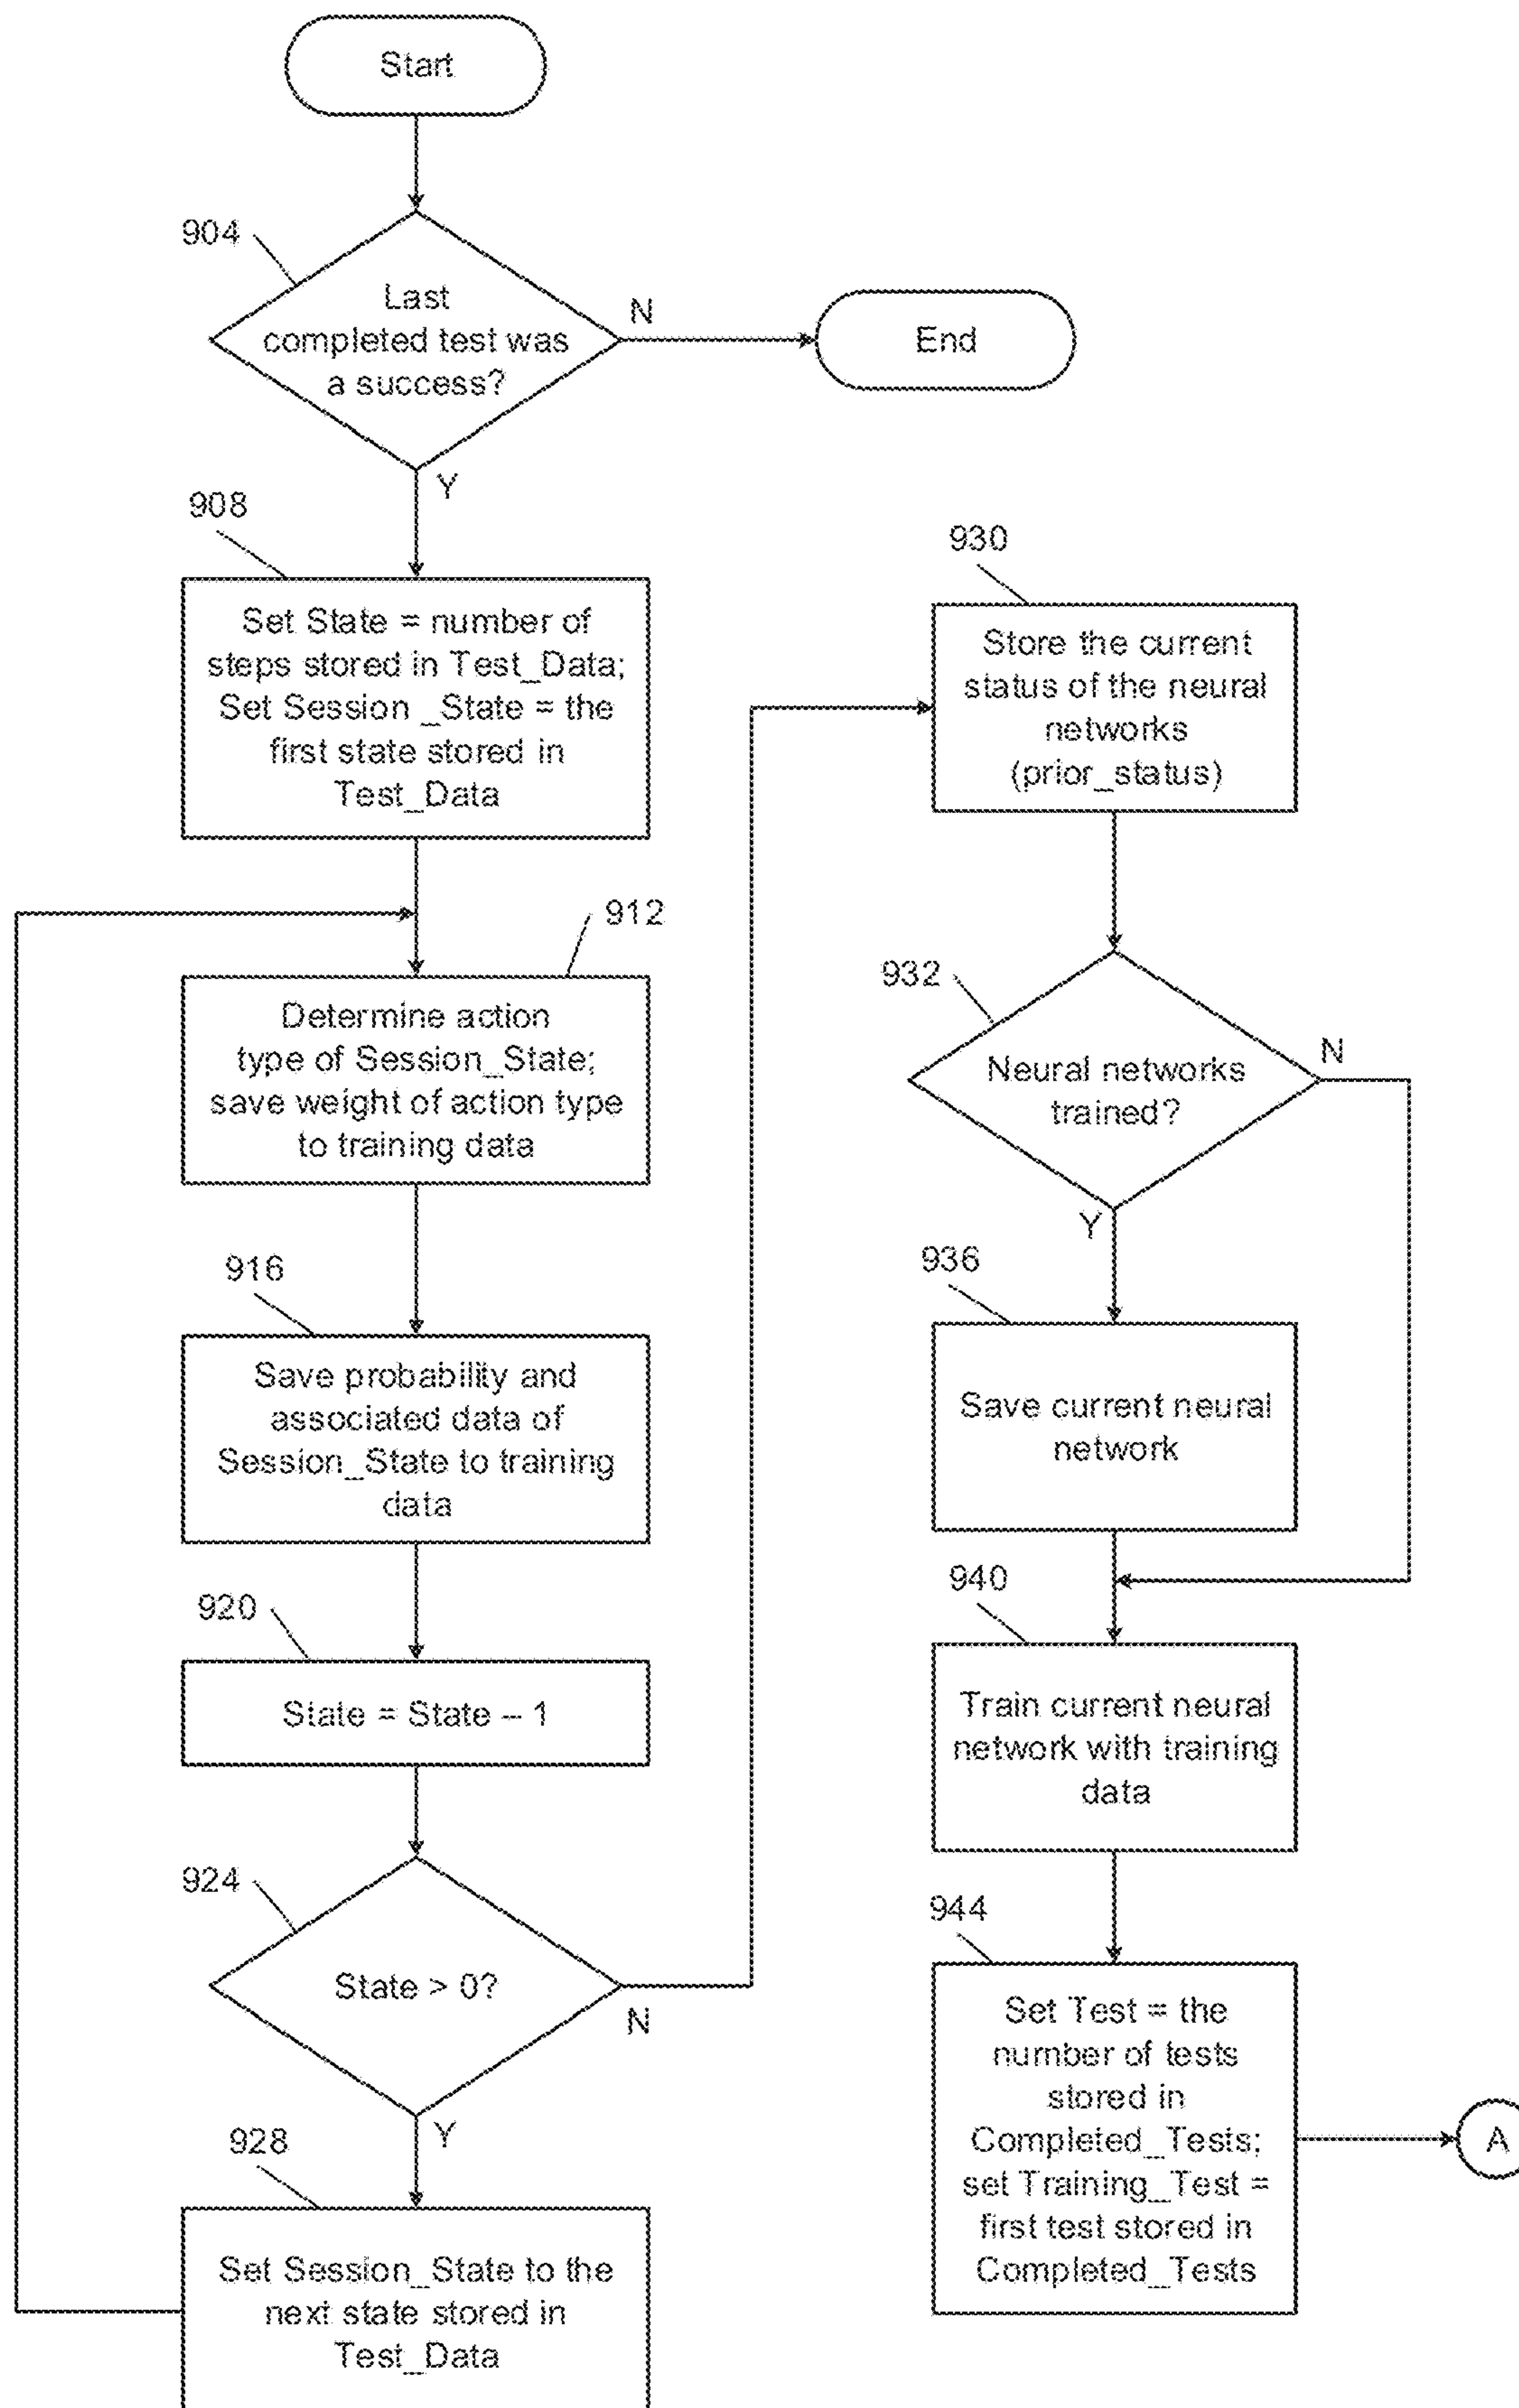 Start
904
Last
completed test was
a success?
N
End
Y
908
Set State = number of
steps stored in Test_Data;
Set Session _State = the
first state stored in
Test_Data
912
Determine action
type of Session_State;
save weight of action type
to training data
916
Save probability and
associated data of
Session_State to training
data
920
State = State – 1
924
State > 0?
N
Y
928
Set Session_State to the
next state stored in
Test_Data
930
Store the current
status of the neural
networks
(prior_status)
932
Neural networks
trained?
N
Y
936
Save current neural
network
940
Train current neural
network with training
data
944
Set Test = the
number of tests
stored in
Completed_Tests;
set Training_Test =
first test stored in
Completed_Tests
A